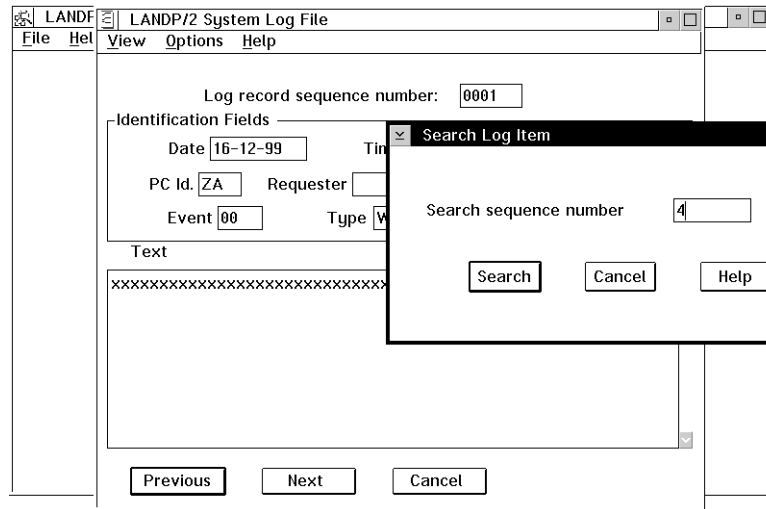 LANDP
File Hel
LANDP/2 System Log File
View Options Help
Log record sequence number: 0001
Identification Fields
Date 16-12-99
PC Id. ZA Requester
Event 00 Type
Text
xxxxxxxxxxxxxxxxxxxxxxxxxxxxxxxxxx
Previous Next Cancel
Search Log Item
Search sequence number 4
Search Cancel Help